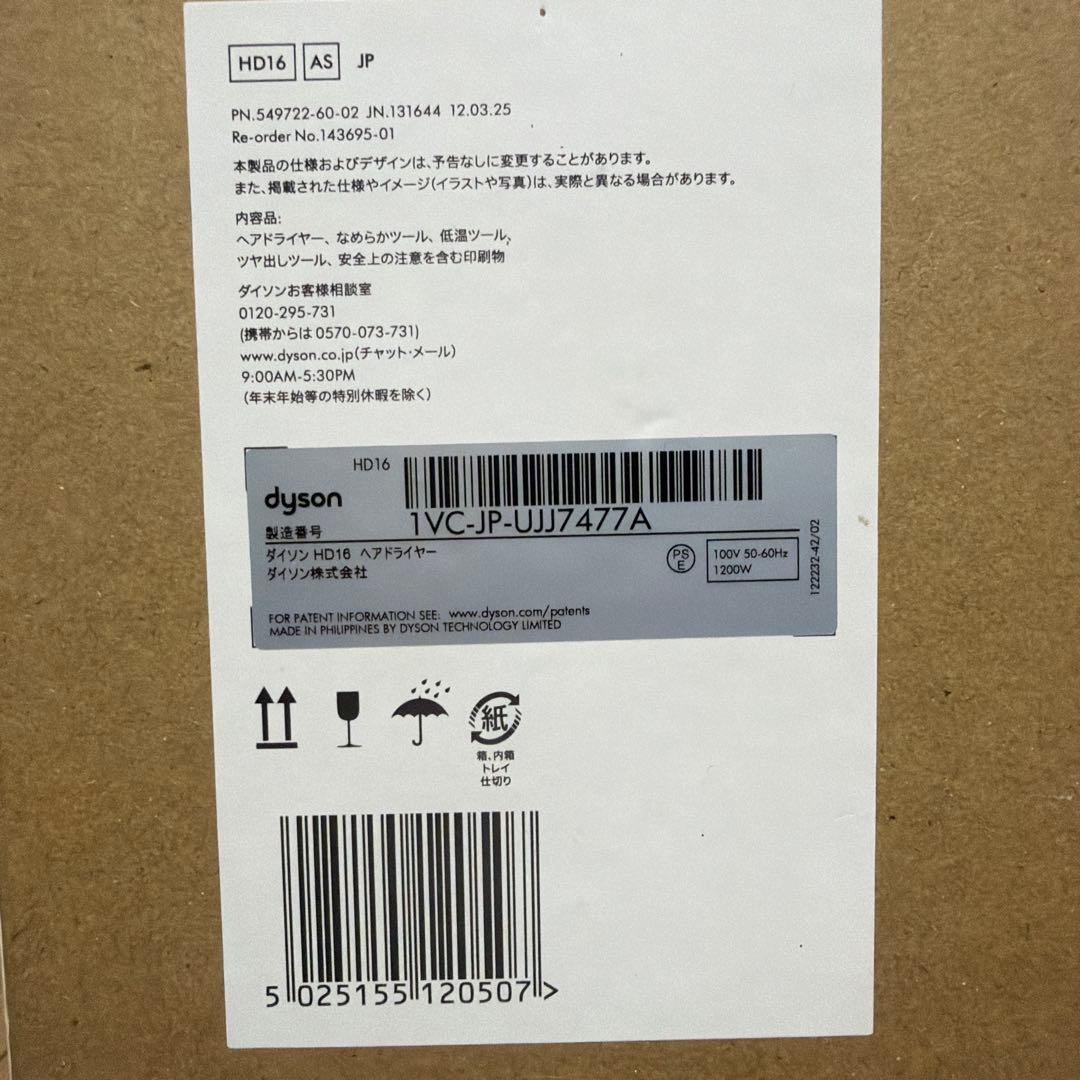 HD16 AS JP
PN.549722-60-02 JN.131644 12.03.25
Re-order No.143695-01
本製品の仕様およびデザインは、予告なしに変更することがあります。
また、掲載された仕様やイメージ(イラストや写真)は、実際と異なる場合があります。
内容品:
ヘアドライヤー、なめらかツール、低温ツール、
ツヤ出しツール、安全上の注意を含む印刷物
ダイソンお客様相談室
0120-295-731
(携帯からは 0570-073-731)
www.dyson.co.jp(チャット・メール)
9:00AM-5:30PM
(年末年始等の特別休暇を除く)
HD16
dyson
製造番号 1VC-JP-UJJ7477A
ダイソン HD16 ヘアドライヤー
ダイソン株式会社
PS
E
100V 50-60Hz
1200W
122232-42/02
FOR PATENT INFORMATION SEE: www.dyson.com/patents
MADE IN PHILIPPINES BY DYSON TECHNOLOGY LIMITED
紙
箱、内箱
トレイ
仕切り
5 025155 120507 >